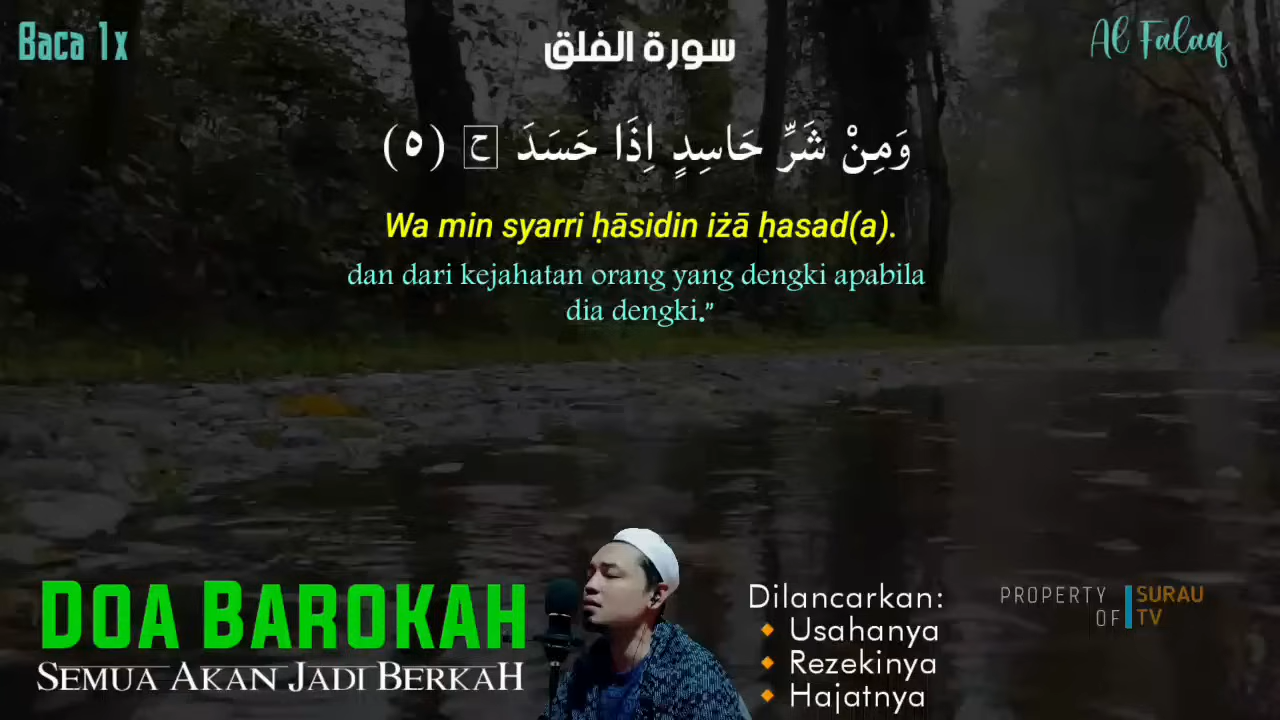 Baca 1x
سورة الفلق
Al Falaq
وَمِنْ شَرِّ حَاسِدٍ اِذَا حَسَدَ ࣖ (٥)
Wa min syarri ḥāsidin iżā ḥasad(a).
dan dari kejahatan orang yang dengki apabila
dia dengki."
DOA BAROKAH
SEMUA AKAN JADI BERKAH
Dilancarkan:
🔸 Usahanya
🔸 Rezekinya
🔸 Hajatnya
PROPERTY OF
SURAU TV